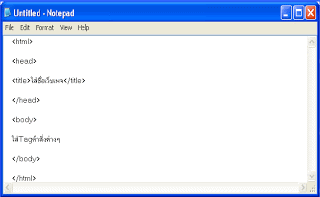 Untitled - Notepad
File Edit Format View Help
<html>
<head>
<title>ใส่ชื่อเว็บเพจ</title>
</head>
<body>
ใส่Tagคำสั่งต่างๆ
</body>
</html>